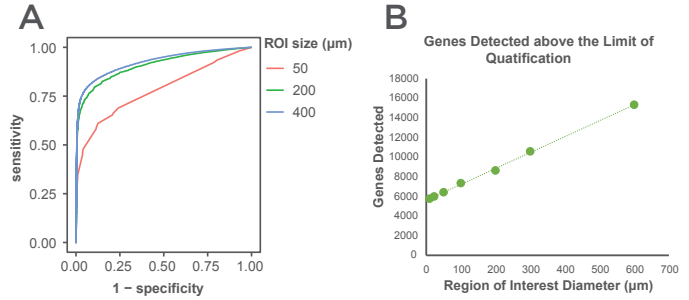 A
ROI size (µm)
50
200
400
1.00
0.75
0.50
0.25
0.00
sensitivity
0.00 0.25 0.50 0.75 1.00
1 − specificity
B
Genes Detected above the Limit of
Quatification
18000
16000
14000
12000
10000
8000
6000
4000
2000
0
Genes Detected
0 100 200 300 400 500 600 700
Region of Interest Diameter (µm)